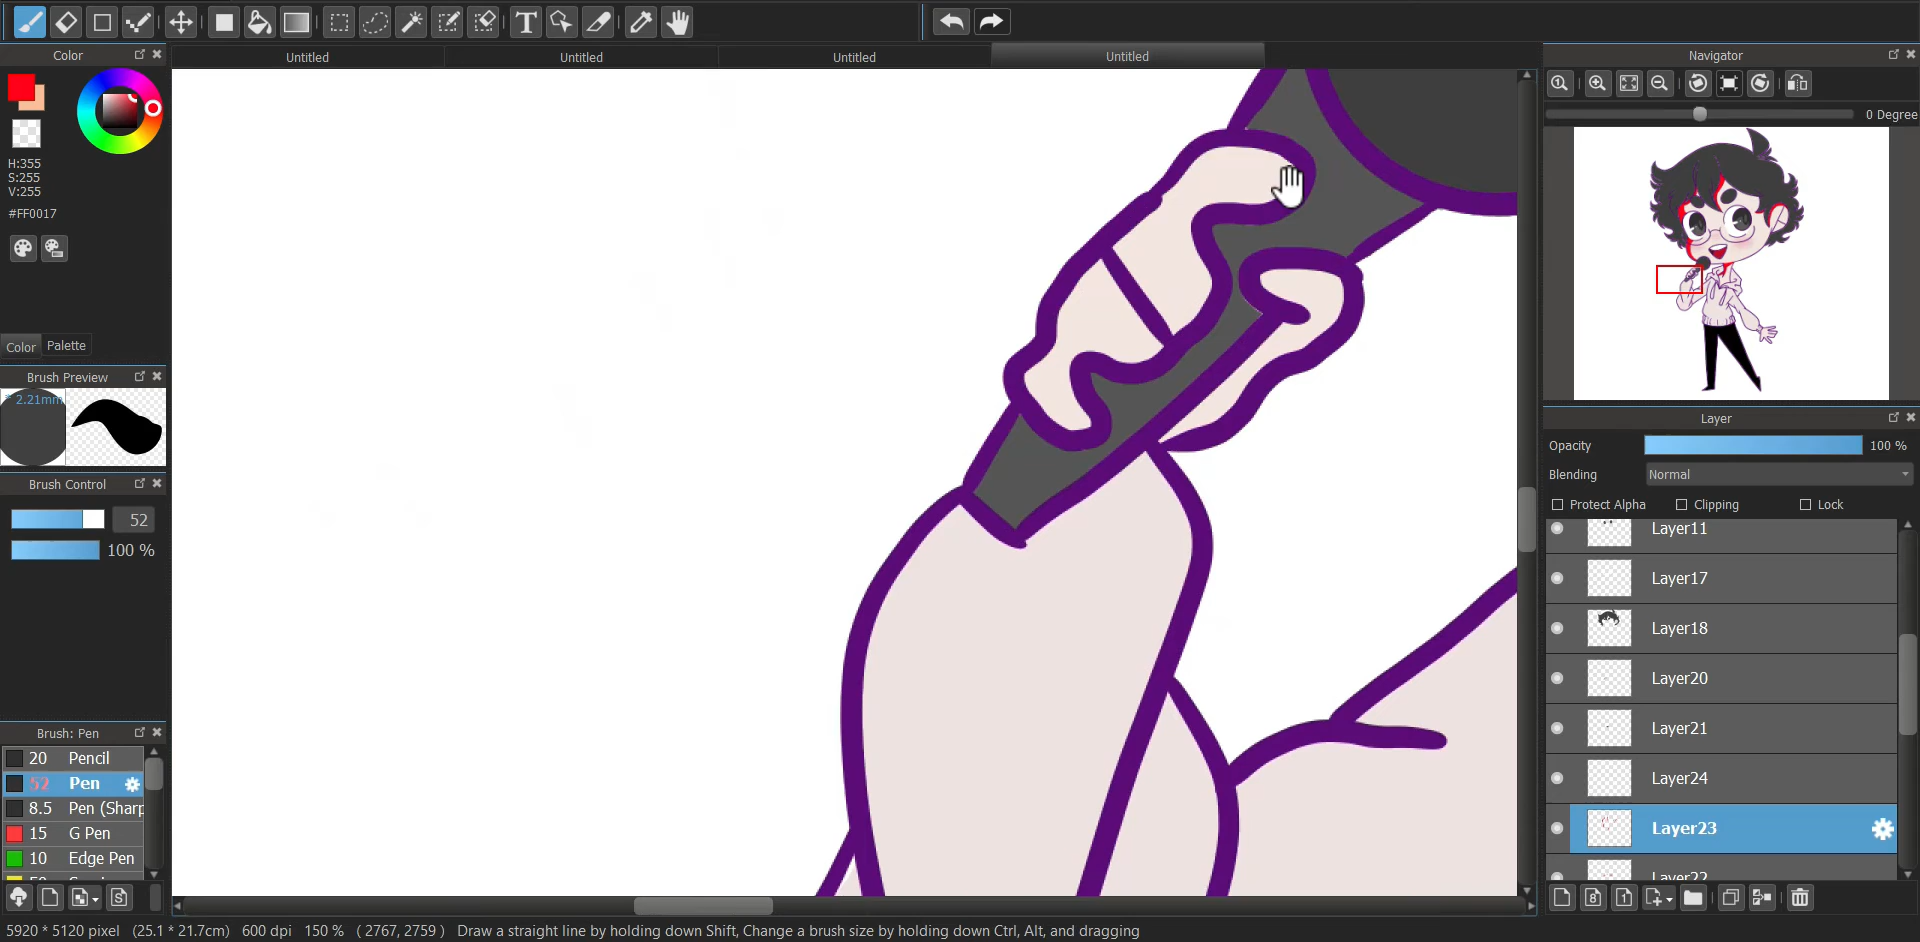 T
Color
Untitled
Untitled
Untitled
Untitled
Navigator
0 Degree
H:355
S:255
V:255
#FF0017
Color
Palette
Brush Preview
* 2.21mm
Brush Control
52
100 %
Brush: Pen
20 Pencil
52 Pen
8.5 Pen (Sharp
15 G Pen
10 Edge Pen
Layer
Opacity
100 %
Blending
Normal
Protect Alpha
Clipping
Lock
Layer11
Layer17
Layer18
Layer20
Layer21
Layer24
Layer23
Layer22
5920 * 5120 pixel (25.1 * 21.7cm) 600 dpi 150 % ( 2767, 2759 ) Draw a straight line by holding down Shift, Change a brush size by holding down Ctrl, Alt, and dragging